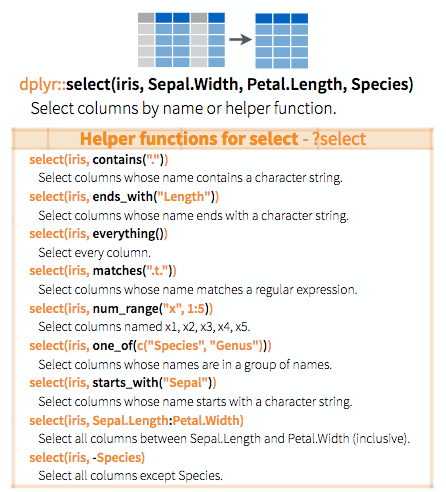 dplyr::select(iris, Sepal.Width, Petal.Length, Species)
Select columns by name or helper function.
Helper functions for select - ?select
select(iris, contains("."))
Select columns whose name contains a character string.
select(iris, ends_with("Length"))
Select columns whose name ends with a character string.
select(iris, everything())
Select every column.
select(iris, matches(".t."))
Select columns whose name matches a regular expression.
select(iris, num_range("x", 1:5))
Select columns named x1, x2, x3, x4, x5.
select(iris, one_of(c("Species", "Genus")))
Select columns whose names are in a group of names.
select(iris, starts_with("Sepal"))
Select columns whose name starts with a character string.
select(iris, Sepal.Length:Petal.Width)
Select all columns between Sepal.Length and Petal.Width (inclusive).
select(iris, -Species)
Select all columns except Species.